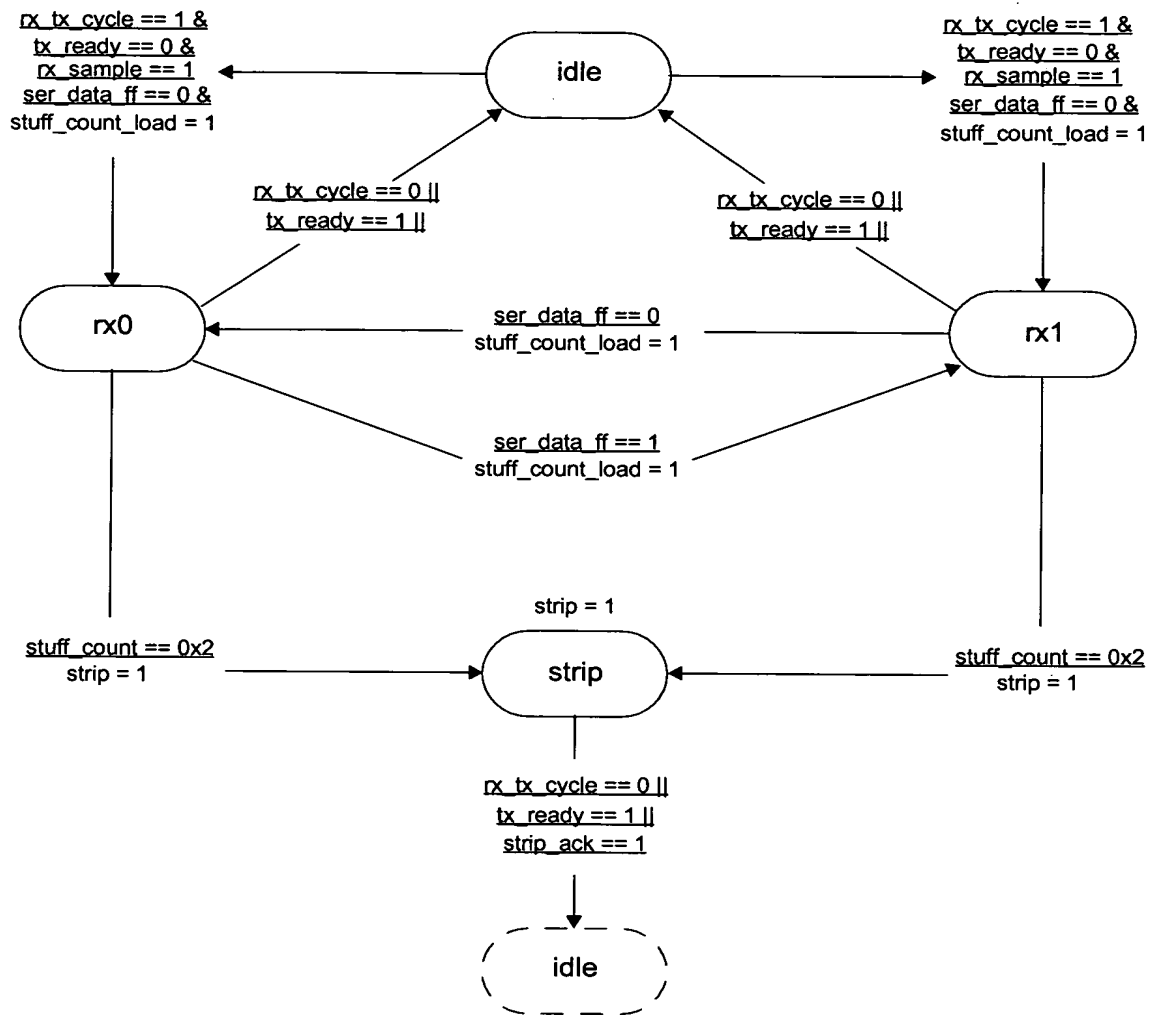 rx_tx_cycle == 1 &
tx_ready == 0 &
rx_sample == 1
ser_data_ff == 0 &
stuff_count_load = 1
idle
rx_tx_cycle == 1 &
tx_ready == 0 &
rx_sample == 1
ser_data_ff == 0 &
stuff_count_load = 1
rx_tx_cycle == 0 ||
tx_ready == 1 ||
rx_tx_cycle == 0 ||
tx_ready == 1 ||
rx0
ser_data_ff == 0
stuff_count_load = 1
rx1
ser_data_ff == 1
stuff_count_load = 1
strip = 1
stuff_count == 0x2
strip = 1
strip
stuff_count == 0x2
strip = 1
rx_tx_cycle == 0 ||
tx_ready == 1 ||
strip_ack == 1
idle